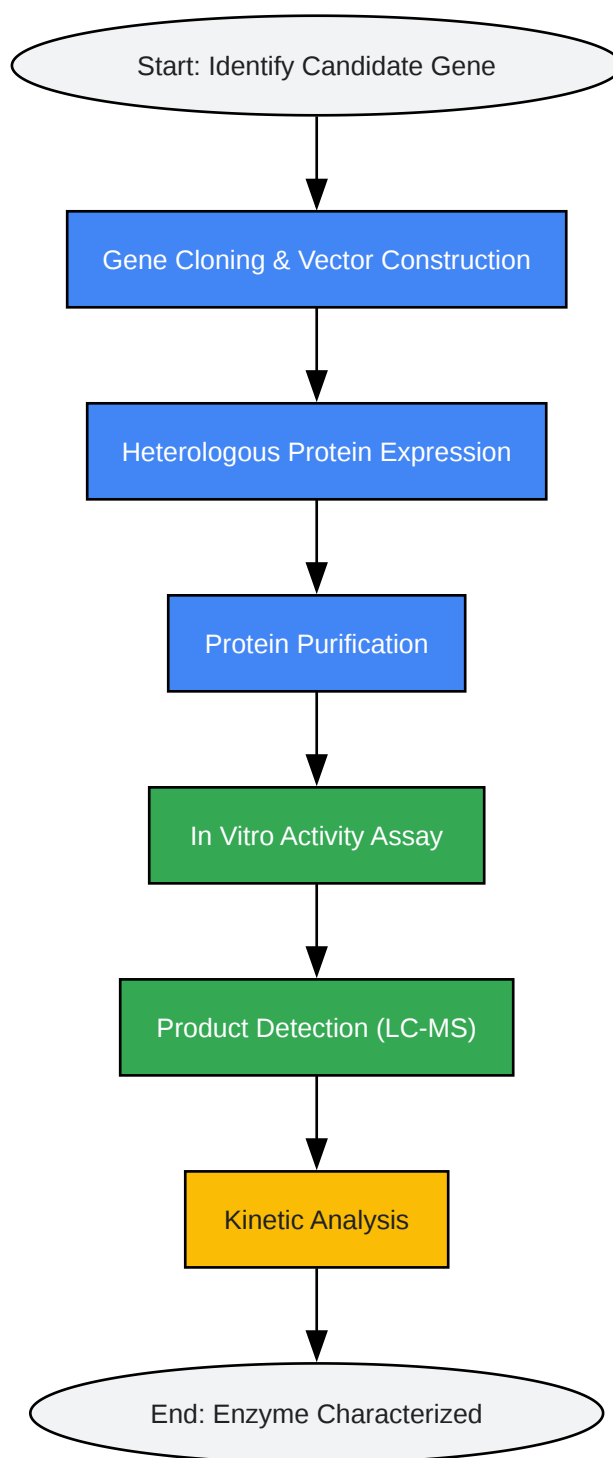 Start: Identify Candidate Gene
Gene Cloning & Vector Construction
Heterologous Protein Expression
Protein Purification
In Vitro Activity Assay
Product Detection (LC-MS)
Kinetic Analysis
End: Enzyme Characterized